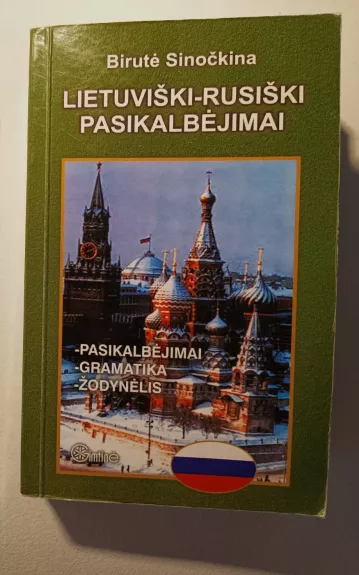 Birutė Sinočkina
LIETUVIŠKI-RUSIŠKI
PASIKALBĖJIMAI
-PASIKALBĖJIMAI
-GRAMATIKA
-ŽODYNĖLIS